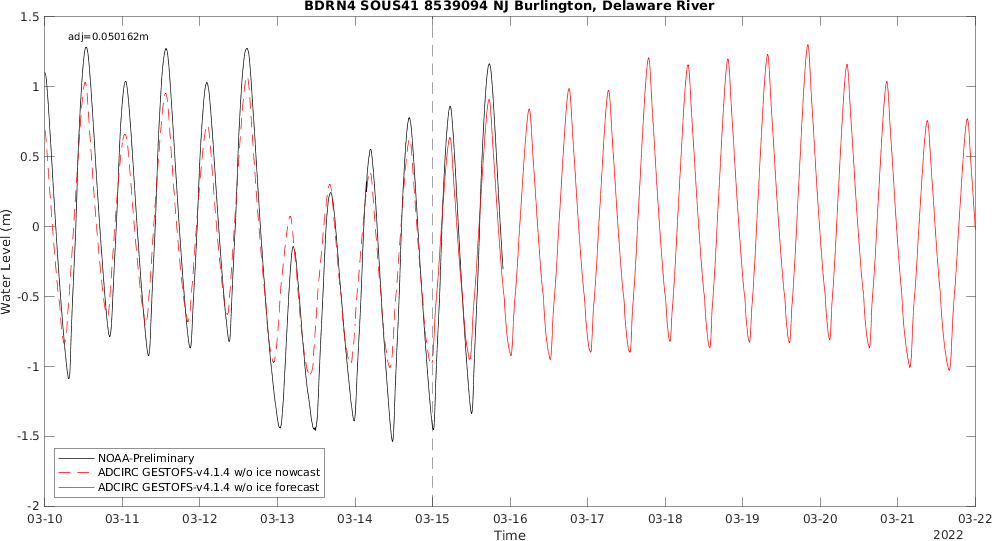 BDRN4 SOUS41 8539094 NJ Burlington, Delaware River
adj=0.050162m
1.5
1
0.5
0
-0.5
-1
-1.5
-2
Water Level (m)
NOAA-Preliminary
ADCIRC GESTOFS-v4.1.4 w/o ice nowcast
ADCIRC GESTOFS-v4.1.4 w/o ice forecast
03-10 03-11 03-12 03-13 03-14 03-15 03-16 03-17 03-18 03-19 03-20 03-21 03-22
Time
2022